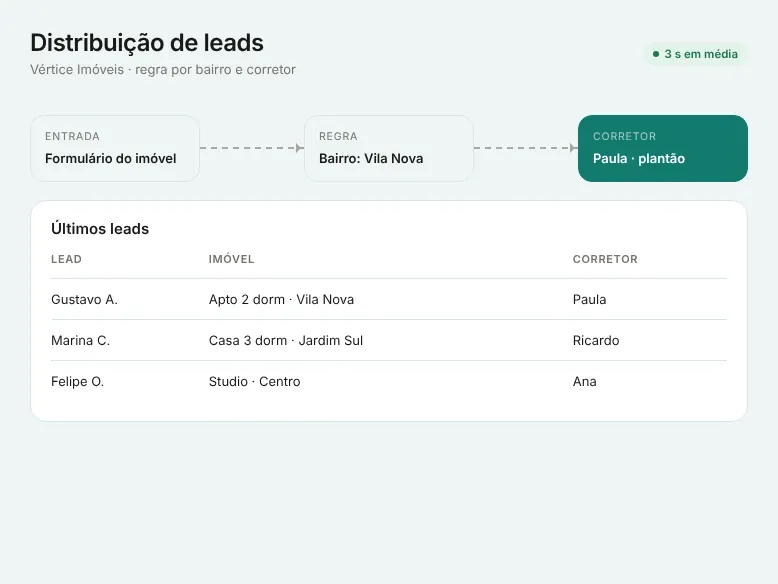 Distribuição de leads
Vértice Imóveis · regra por bairro e corretor
3 s em média
ENTRADA
Formulário do imóvel
REGRA
Bairro: Vila Nova
CORRETOR
Paula · plantão
Últimos leads
LEAD IMÓVEL CORRETOR
Gustavo A. Apto 2 dorm · Vila Nova Paula
Marina C. Casa 3 dorm · Jardim Sul Ricardo
Felipe O. Studio · Centro Ana